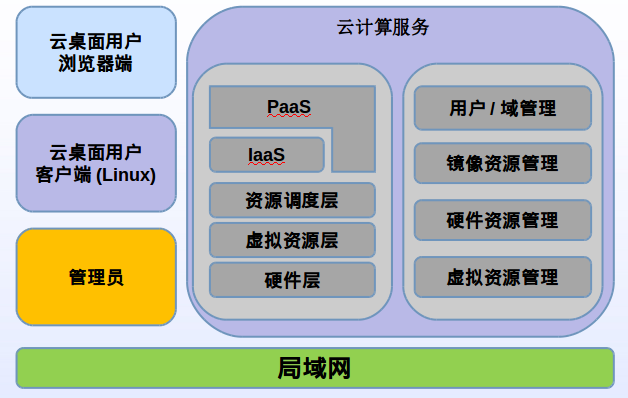 云桌面用户
浏览器端
云桌面用户
客户端 (Linux)
管理员
云计算服务
PaaS
IaaS
资源调度层
虚拟资源层
硬件层
用户 / 域管理
镜像资源管理
硬件资源管理
虚拟资源管理
局域网